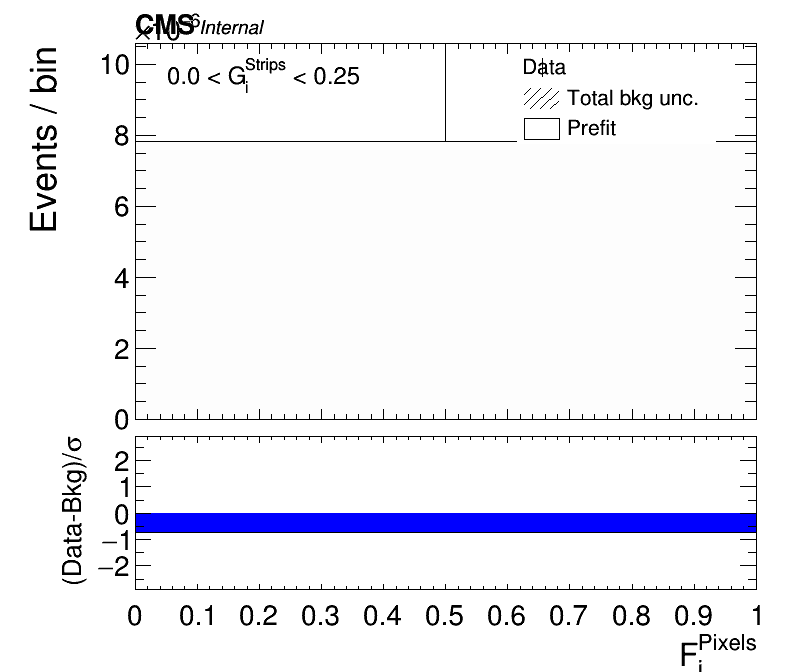 CMS Internal
×10⁻⁶
Events / bin
0.0 < G_i^Strips < 0.25
Data
Total bkg unc.
Prefit
10
8
6
4
2
0
(Data-Bkg)/σ
2
1
0
−1
−2
0 0.1 0.2 0.3 0.4 0.5 0.6 0.7 0.8 0.9 1
F_i^Pixels